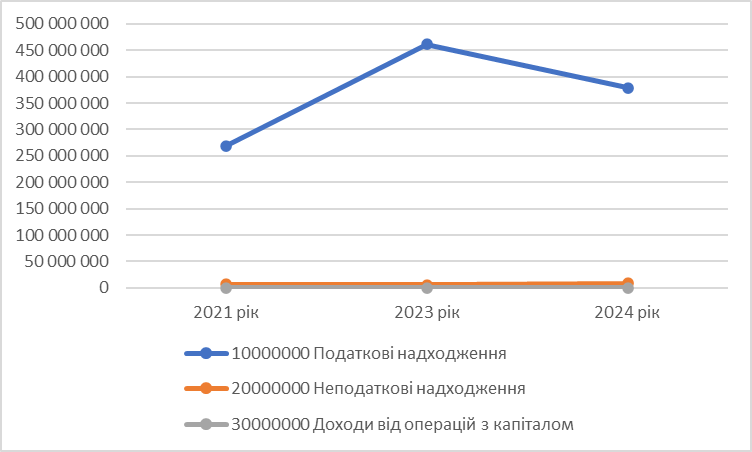 500 000 000
450 000 000
400 000 000
350 000 000
300 000 000
250 000 000
200 000 000
150 000 000
100 000 000
50 000 000
0
2021 рік 2023 рік 2024 рік
10000000 Податкові надходження
20000000 Неподаткові надходження
30000000 Доходи від операцій з капіталом